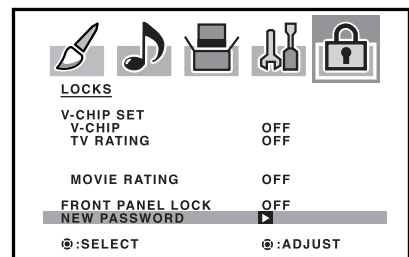 LOCKS
V-CHIP SET
V-CHIP OFF
TV RATING OFF
MOVIE RATING OFF
FRONT PANEL LOCK OFF
NEW PASSWORD
:SELECT :ADJUST